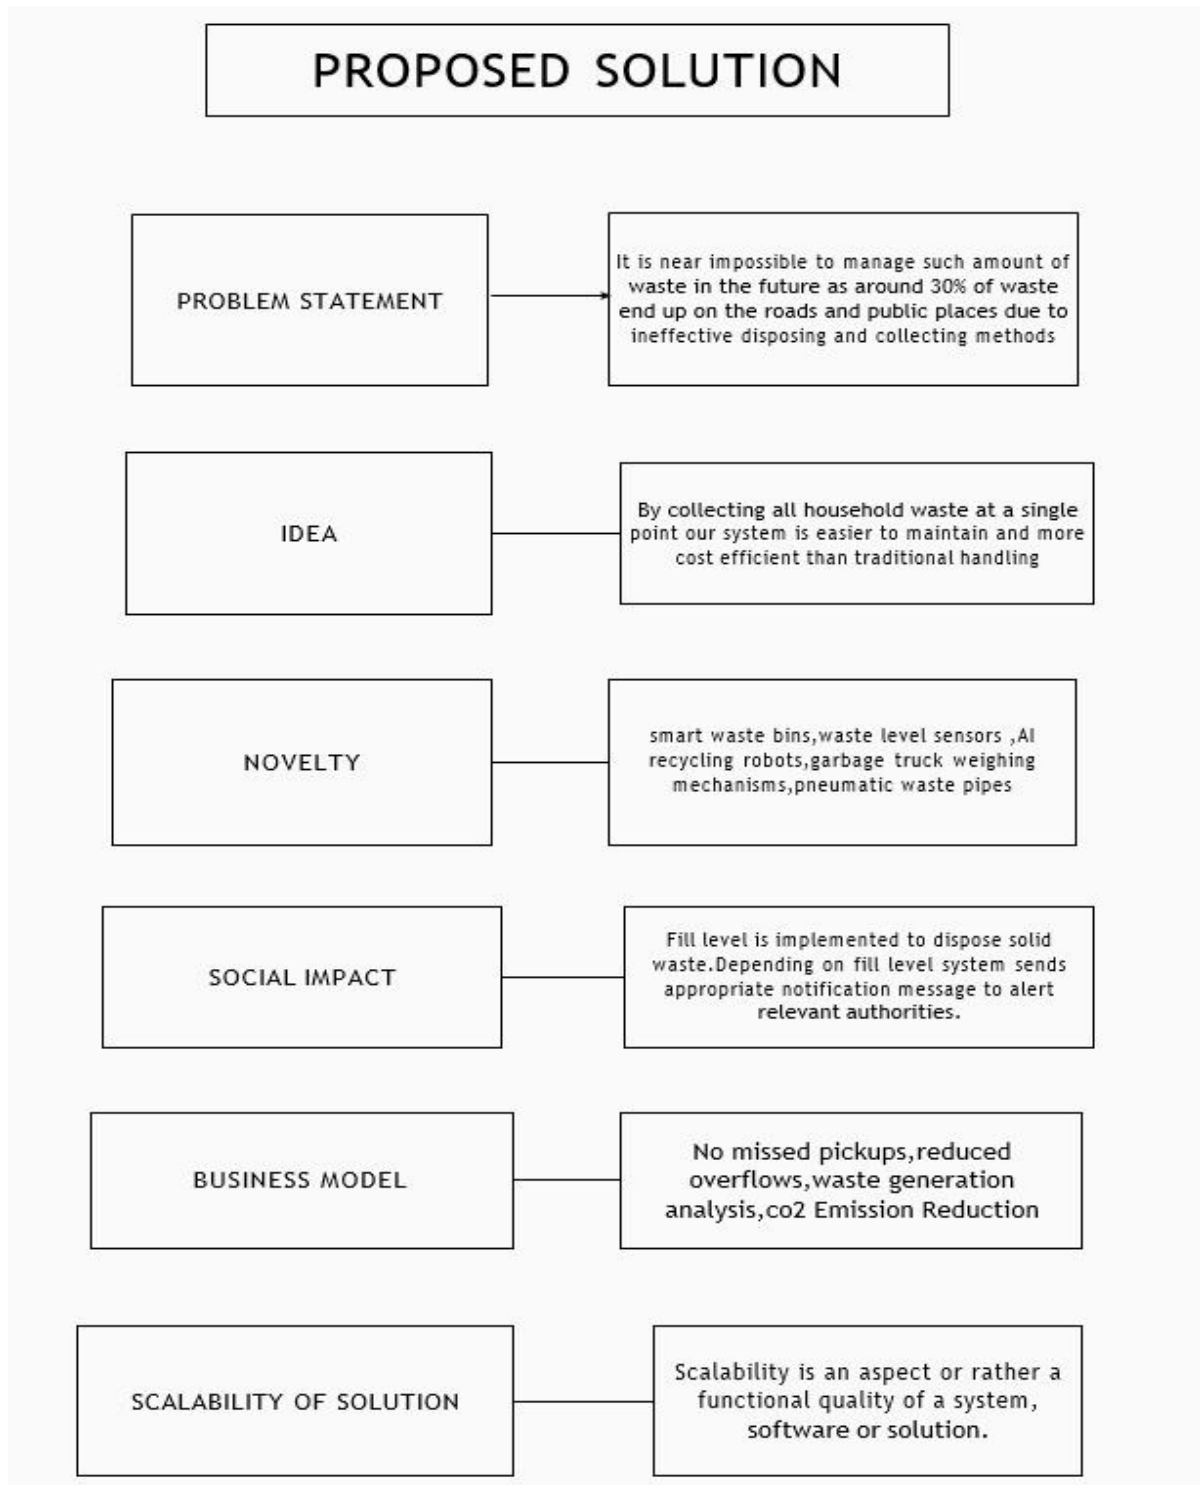 PROPOSED SOLUTION
PROBLEM STATEMENT
It is near impossible to manage such amount of
waste in the future as around 30% of waste
end up on the roads and public places due to
ineffective disposing and collecting methods
IDEA
By collecting all household waste at a single
point our system is easier to maintain and more
cost efficient than traditional handling
NOVELTY
smart waste bins,waste level sensors ,AI
recycling robots,garbage truck weighing
mechanisms,pneumatic waste pipes
SOCIAL IMPACT
Fill level is implemented to dispose solid
waste.Depending on fill level system sends
appropriate notification message to alert
relevant authorities.
BUSINESS MODEL
No missed pickups,reduced
overflows,waste generation
analysis,co2 Emission Reduction
SCALABILITY OF SOLUTION
Scalability is an aspect or rather a
functional quality of a system,
software or solution.